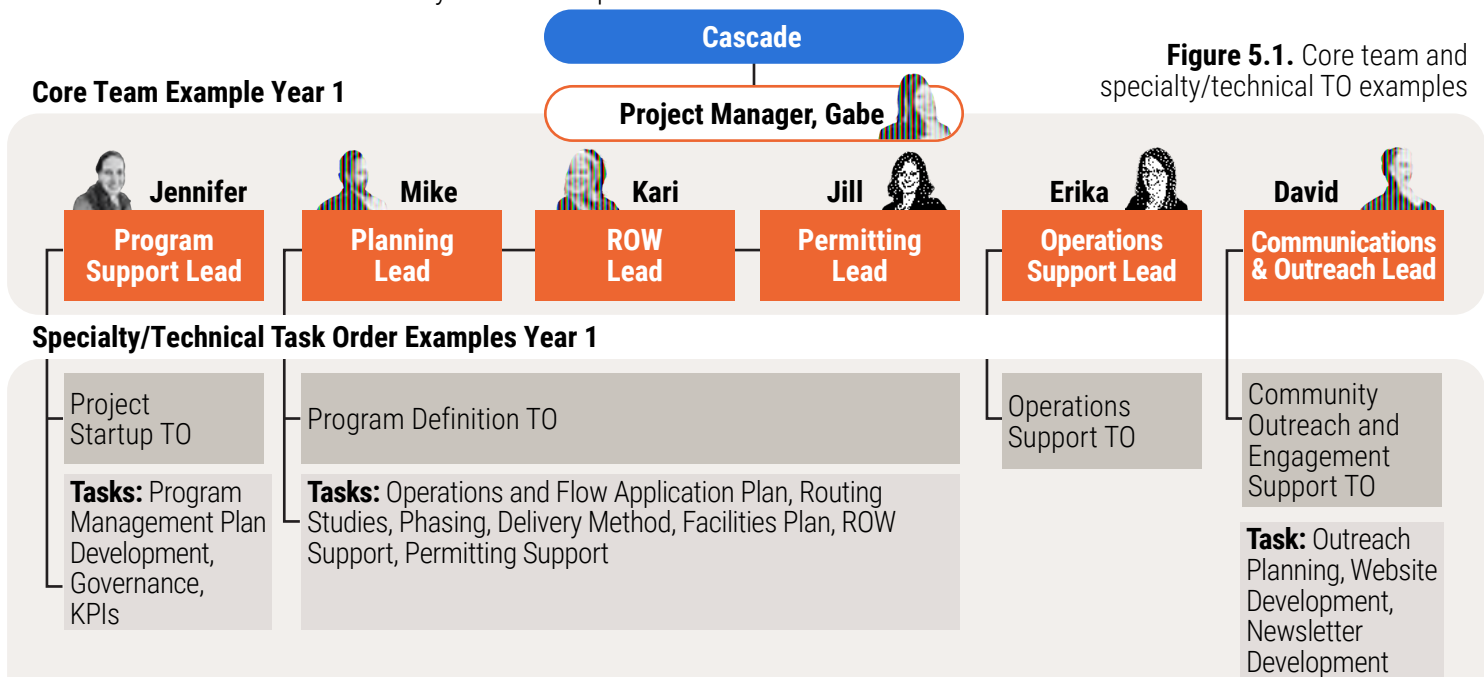 Cascade
Figure 5.1. Core team and
specialty/technical TO examples
Core Team Example Year 1
Project Manager, Gabe
Jennifer
Program
Support Lead
Mike
Planning
Lead
Kari
ROW
Lead
Jill
Permitting
Lead
Erika
Operations
Support Lead
David
Communications
& Outreach Lead
Specialty/Technical Task Order Examples Year 1
Project
Startup TO
Tasks: Program
Management Plan
Development,
Governance,
KPIs
Program Definition TO
Tasks: Operations and Flow Application Plan, Routing
Studies, Phasing, Delivery Method, Facilities Plan, ROW
Support, Permitting Support
Operations
Support TO
Community
Outreach and
Engagement
Support TO
Task: Outreach
Planning, Website
Development,
Newsletter
Development